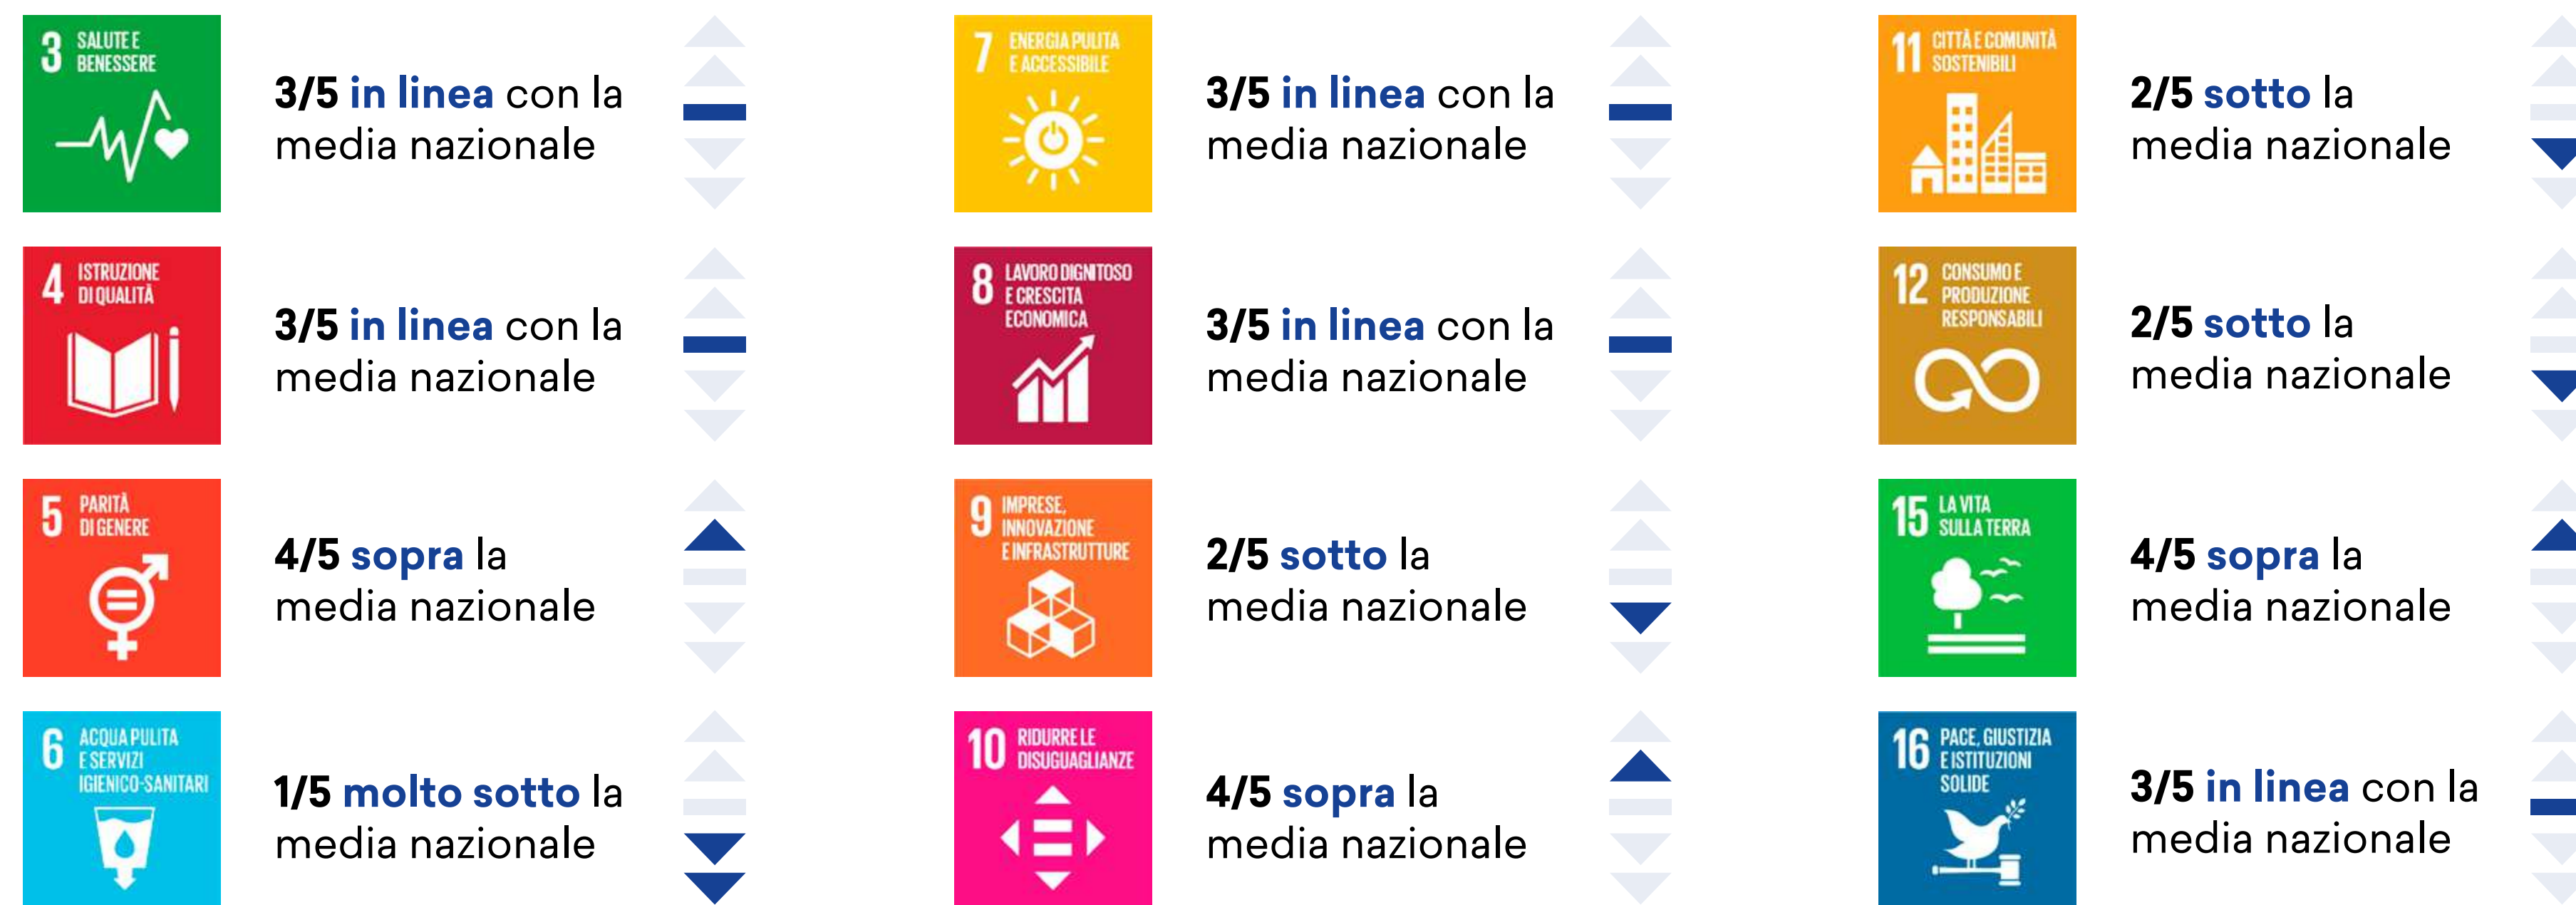 3 SALUTE E
BENESSERE
3/5 in linea con la
media nazionale
4 ISTRUZIONE
DI QUALITÀ
3/5 in linea con la
media nazionale
5 PARITÀ
DI GENERE
4/5 sopra la
media nazionale
6 ACQUA PULITA
E SERVIZI
IGIENICO-SANITARI
1/5 molto sotto la
media nazionale
7 ENERGIA PULITA
E ACCESSIBILE
3/5 in linea con la
media nazionale
8 LAVORO DIGNITOSO
E CRESCITA
ECONOMICA
3/5 in linea con la
media nazionale
9 IMPRESE,
INNOVAZIONE
E INFRASTRUTTURE
2/5 sotto la
media nazionale
10 RIDURRE LE
DISUGUAGLIANZE
4/5 sopra la
media nazionale
11 CITTÀ E COMUNITÀ
SOSTENIBILI
2/5 sotto la
media nazionale
12 CONSUMO E
PRODUZIONE
RESPONSABILI
2/5 sotto la
media nazionale
15 LA VITA
SULLA TERRA
4/5 sopra la
media nazionale
16 PACE, GIUSTIZIA
E ISTITUZIONI
SOLIDE
3/5 in linea con la
media nazionale